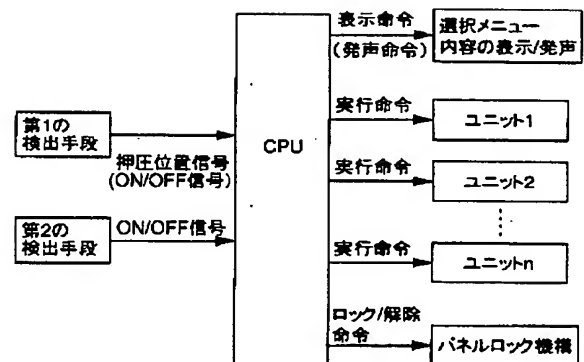 第1の
検出手段
押圧位置信号
(ON/OFF信号)
第2の
検出手段
ON/OFF信号
CPU
表示命令
(発声命令)
選択メニュー
内容の表示/発声
実行命令
ユニット1
実行命令
ユニット2
実行命令
ユニットn
ロック/解除
命令
パネルロック機構